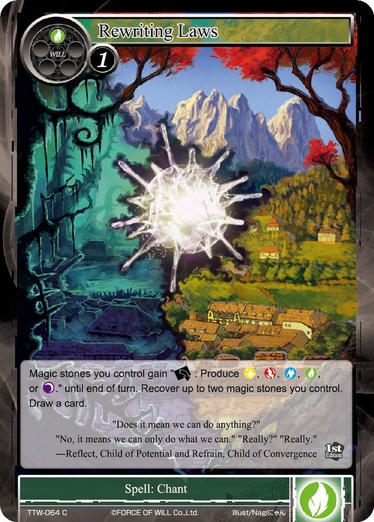 Rewriting Laws
WILL
1
Magic stones you control gain " : Produce , , , ,
or ." until end of turn. Recover up to two magic stones you control.
Draw a card.
"Does it mean we can do anything?"
"No, it means we can only do what we can." "Really?" "Really."
—Reflect, Child of Potential and Refrain, Child of Convergence
1st
Edition
Spell: Chant
TTW-064 C ©FORCE OF WILL Co.,Ltd. Illust/Nagiにゃん